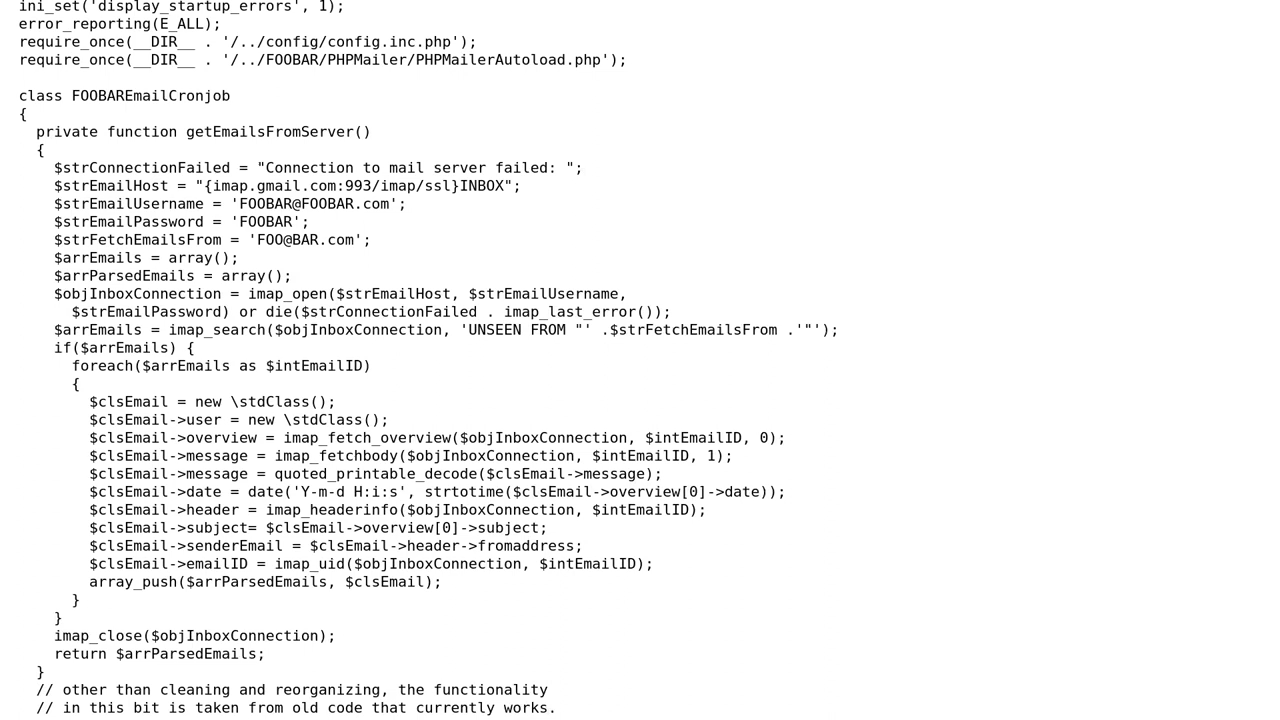 ini_set('display_startup_errors', 1);
error_reporting(E_ALL);
require_once(__DIR__ . '/../config/config.inc.php');
require_once(__DIR__ . '/../FOOBAR/PHPMailer/PHPMailerAutoload.php');

class FOOBAREmailCronjob
{
  private function getEmailsFromServer()
  {
    $strConnectionFailed = "Connection to mail server failed: ";
    $strEmailHost = "{imap.gmail.com:993/imap/ssl}INBOX";
    $strEmailUsername = 'FOOBAR@FOOBAR.com';
    $strEmailPassword = 'FOOBAR';
    $strFetchEmailsFrom = 'FOO@BAR.com';
    $arrEmails = array();
    $arrParsedEmails = array();
    $objInboxConnection = imap_open($strEmailHost, $strEmailUsername,
      $strEmailPassword) or die($strConnectionFailed . imap_last_error());
    $arrEmails = imap_search($objInboxConnection, 'UNSEEN FROM "' .$strFetchEmailsFrom .'"');
    if($arrEmails) {
      foreach($arrEmails as $intEmailID)
      {
        $clsEmail = new \stdClass();
        $clsEmail->user = new \stdClass();
        $clsEmail->overview = imap_fetch_overview($objInboxConnection, $intEmailID, 0);
        $clsEmail->message = imap_fetchbody($objInboxConnection, $intEmailID, 1);
        $clsEmail->message = quoted_printable_decode($clsEmail->message);
        $clsEmail->date = date('Y-m-d H:i:s', strtotime($clsEmail->overview[0]->date));
        $clsEmail->header = imap_headerinfo($objInboxConnection, $intEmailID);
        $clsEmail->subject= $clsEmail->overview[0]->subject;
        $clsEmail->senderEmail = $clsEmail->header->fromaddress;
        $clsEmail->emailID = imap_uid($objInboxConnection, $intEmailID);
        array_push($arrParsedEmails, $clsEmail);
      }
    }
    imap_close($objInboxConnection);
    return $arrParsedEmails;
  }
  // other than cleaning and reorganizing, the functionality
  // in this bit is taken from old code that currently works.